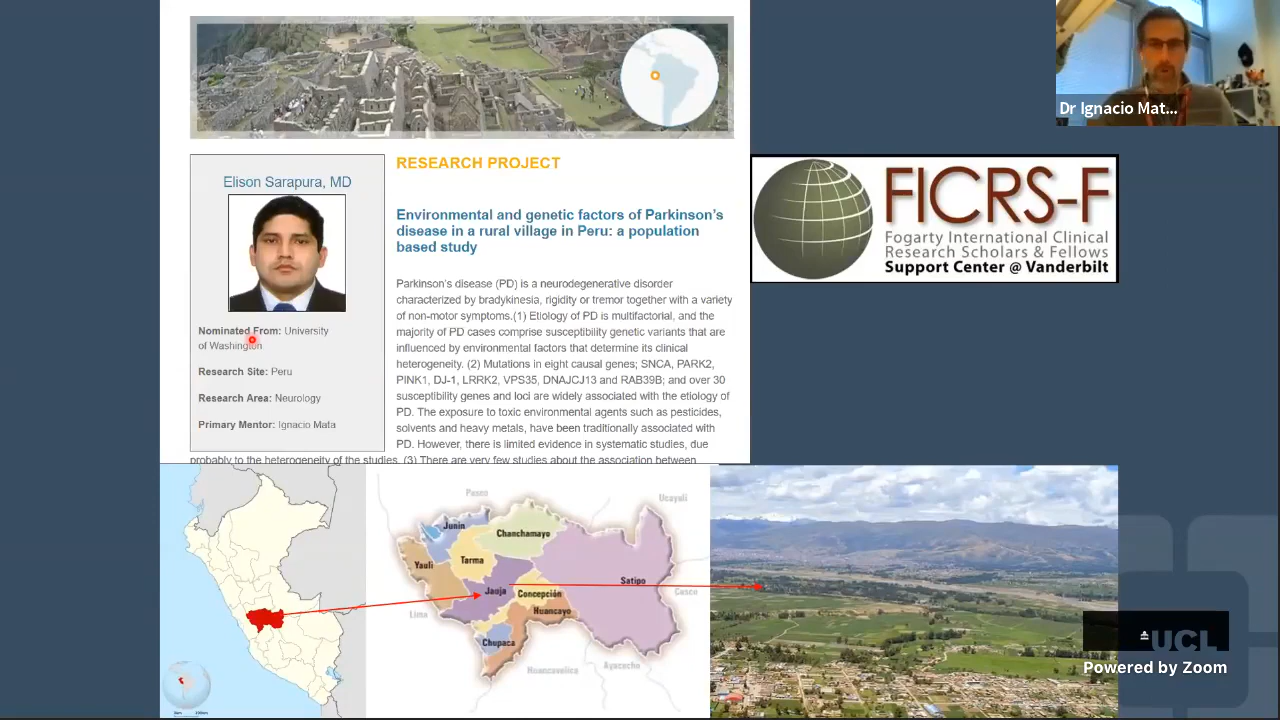 Dr Ignacio Mat...
RESEARCH PROJECT
Elison Sarapura, MD
Nominated From: University
of Washington
Research Site: Peru
Research Area: Neurology
Primary Mentor: Ignacio Mata
Environmental and genetic factors of Parkinson's
disease in a rural village in Peru: a population
based study
Parkinson's disease (PD) is a neurodegenerative disorder
characterized by bradykinesia, rigidity or tremor together with a variety
of non-motor symptoms.(1) Etiology of PD is multifactorial, and the
majority of PD cases comprise susceptibility genetic variants that are
influenced by environmental factors that determine its clinical
heterogeneity. (2) Mutations in eight causal genes; SNCA, PARK2,
PINK1, DJ-1, LRRK2, VPS35, DNAJCJ13 and RAB39B; and over 30
susceptibility genes and loci are widely associated with the etiology of
PD. The exposure to toxic environmental agents such as pesticides,
solvents and heavy metals, have been traditionally associated with
PD. However, there is limited evidence in systematic studies, due
probably to the heterogeneity of the studies. (3) There are very few studies about the association between
FICRS-F
Fogarty International Clinical
Research Scholars & Fellows
Support Center @ Vanderbilt
Pasco
Ucayali
Junín
Chanchamayo
Yauli
Tarma
Satipo
Jauja
Concepción
Cusco
Lima
Huancayo
Chupaca
Huancavelica
Ayacucho
UCL
Powered by Zoom